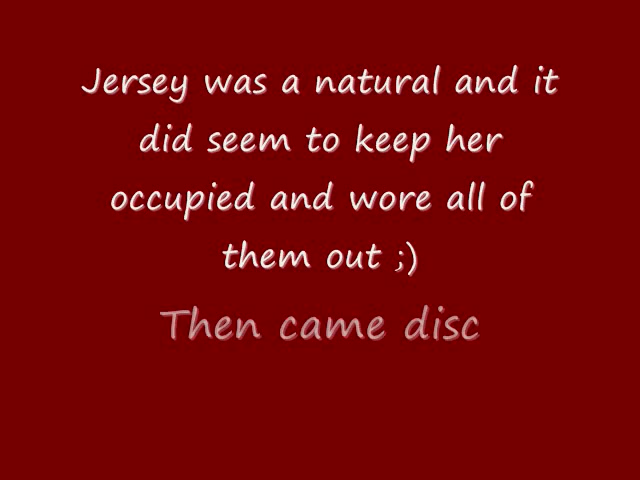 Jersey was a natural and it
did seem to keep her
occupied and wore all of
them out ;)
Then came disc